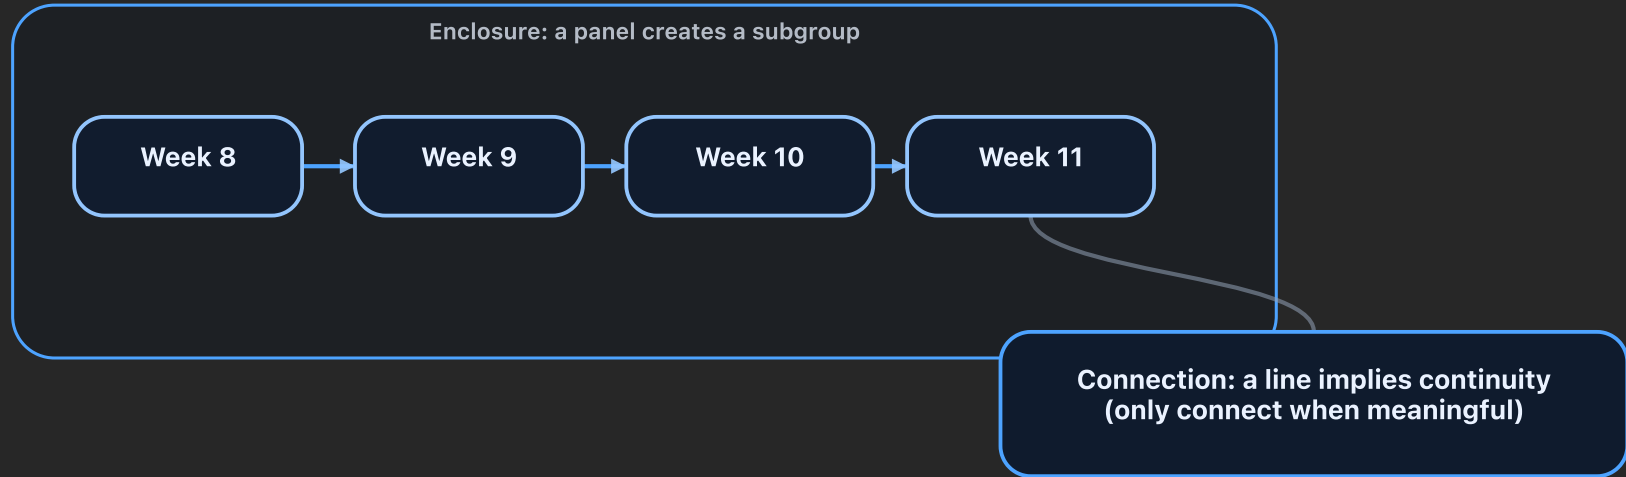 Enclosure: a panel creates a subgroup
Week 8
Week 9
Week 10
Week 11
Connection: a line implies continuity
(only connect when meaningful)